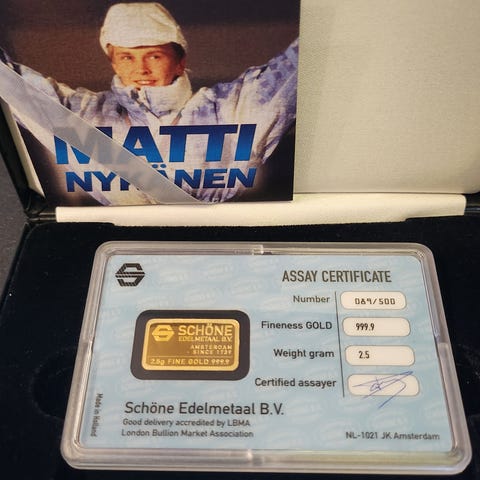 MATTI
NYKÄNEN
ASSAY CERTIFICATE
Number 089/500
Fineness GOLD 999.9
Weight gram 2.5
Certified assayer
SCHÖNE
EDELMETAAL B.V.
AMSTERDAM
- SINCE 1739
2.5g FINE GOLD 999.9
Made in Holland
Schöne Edelmetaal B.V.
Good delivery accredited by LBMA
London Bullion Market Association
NL-1021 JK Amsterdam